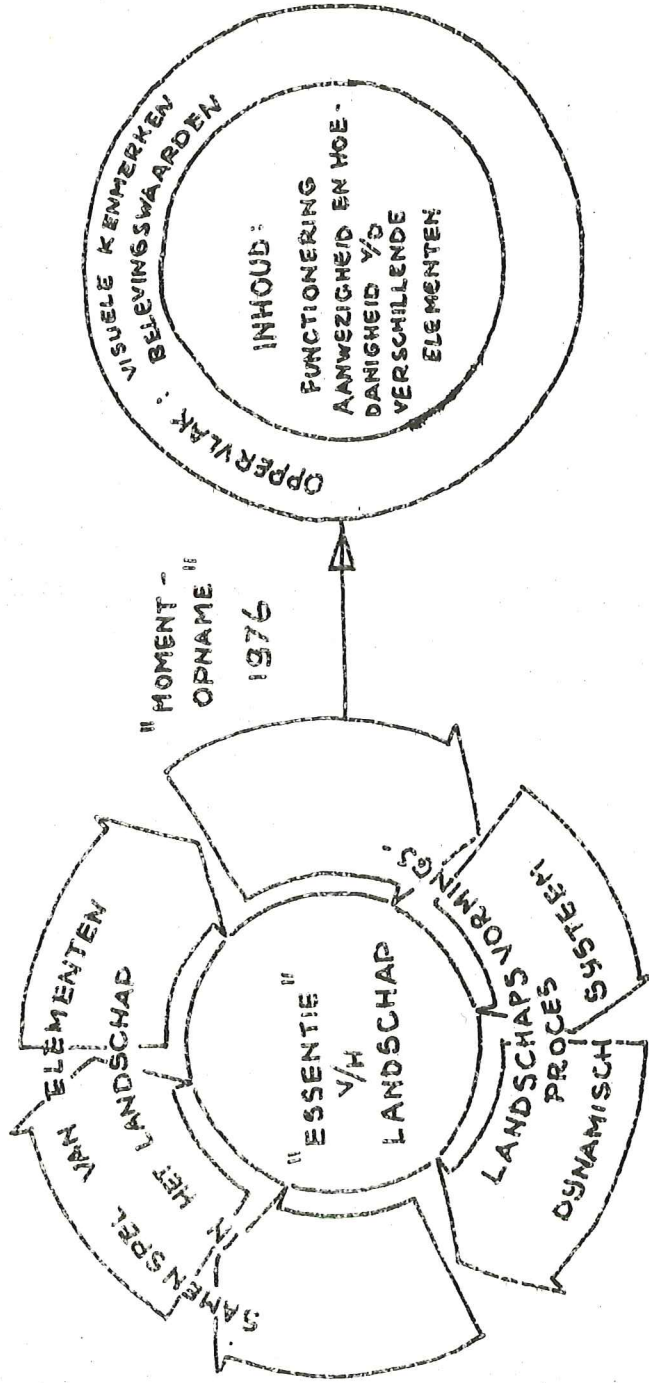 SAMENSPEL VAN ELEMENTEN
IN HET LANDSCHAP
"ESSENTIE"
V/H
LANDSCHAP
LANDSCHAPSVORMINGS-
PROCES
DYNAMISCH SYSTEEM
"MOMENT-
OPNAME"
1976
OPPERVLAK: VISUELE KENMERKEN
BELEVINGSWAARDEN
INHOUD:
FUNCTIONERING
AANWEZIGHEID EN HOE-
DANIGHEID V/D
VERSCHILLENDE
ELEMENTEN